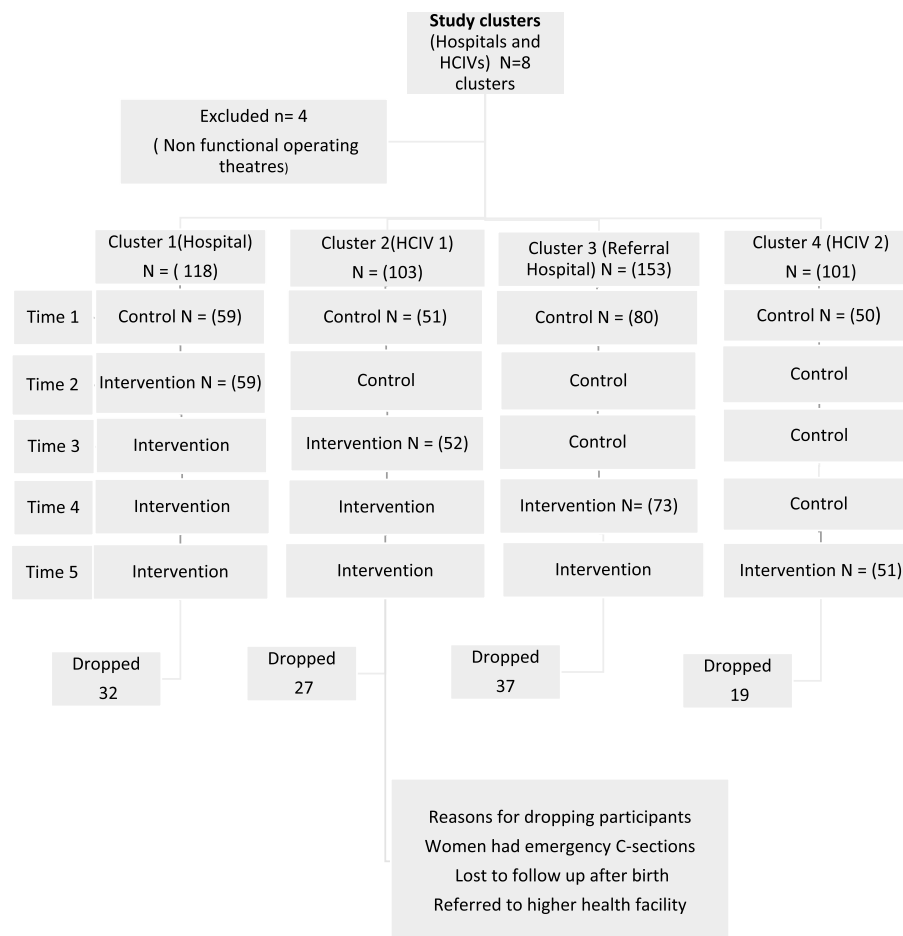 Study clusters
(Hospitals and
HCIVs) N=8
clusters
Excluded n= 4
( Non functional operating
theatres)
Cluster 1(Hospital)
N = ( 118)
Cluster 2(HCIV 1)
N = (103)
Cluster 3 (Referral
Hospital) N = (153)
Cluster 4 (HCIV 2)
N = (101)
Time 1
Control N = (59)
Control N = (51)
Control N = (80)
Control N = (50)
Time 2
Intervention N = (59)
Control
Control
Control
Time 3
Intervention
Intervention N = (52)
Control
Control
Time 4
Intervention
Intervention
Intervention N= (73)
Control
Time 5
Intervention
Intervention
Intervention
Intervention N = (51)
Dropped
32
Dropped
27
Dropped
37
Dropped
19
Reasons for dropping participants
Women had emergency C-sections
Lost to follow up after birth
Referred to higher health facility